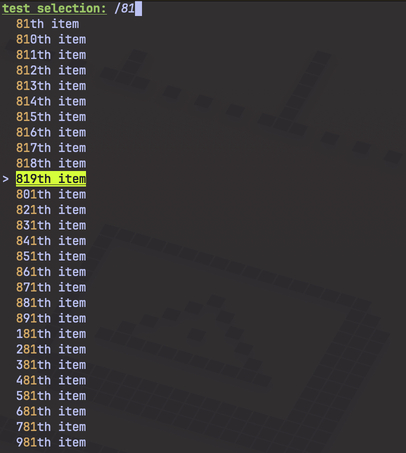 test selection: /81
81th item
810th item
811th item
812th item
813th item
814th item
815th item
816th item
817th item
818th item
> 819th item
801th item
821th item
831th item
841th item
851th item
861th item
871th item
881th item
891th item
181th item
281th item
381th item
481th item
581th item
681th item
781th item
981th item